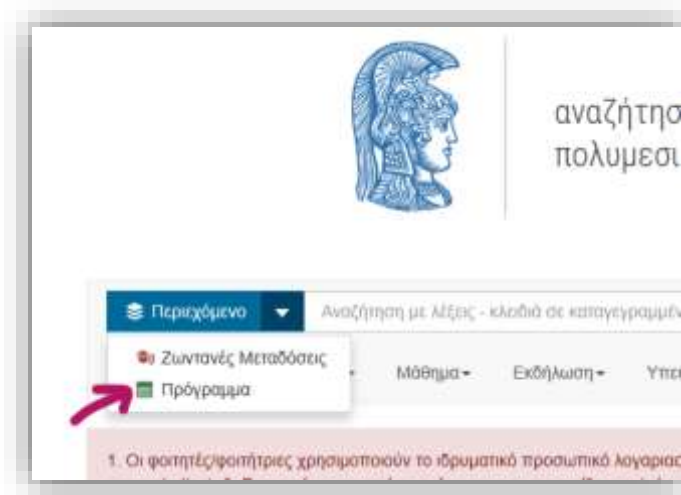 αναζήτησ
πολυμεσι
Περιεχόμενο
Αναζήτηση με λέξεις - κλειδιά σε καταγεγραμμέν
Ζωντανές Μεταδόσεις
Μάθημα
Εκδήλωση
Υπε
Πρόγραμμα
1. Οι φοιτητές/φοιτήτριες χρησιμοποιούν το ιδρυματικό προσωπικό λογαριασ